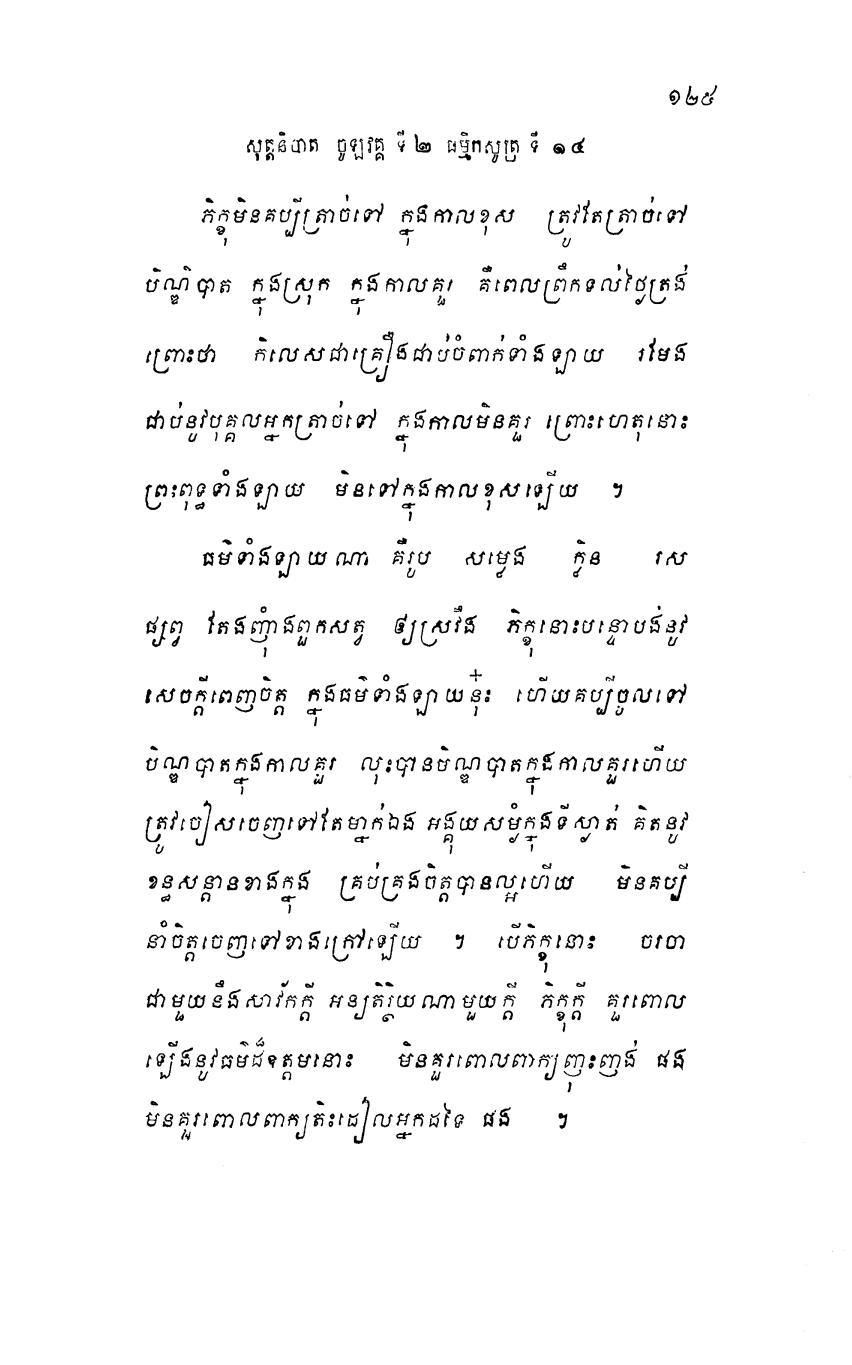 ១២៥
សុត្តនិបាត ចូឡវគ្គ ទី ២ ធម្មិកសូត្រ ទី ១៤
ភិក្ខុមិនគប្បីត្រាច់ទៅ ក្នុងកាលខុស ត្រូវតែត្រាច់ទៅ
បិណ្ឌិបាត ក្នុងស្រុក ក្នុងកាលគួរ គឺពេលព្រឹកទល់ថ្ងៃត្រង់
ព្រោះថា កិលេសជាគ្រឿងជាប់ចំពាក់ទាំងឡាយ រមែង
ជាប់នូវបុគ្គលអ្នកត្រាច់ទៅ ក្នុងកាលមិនគួរ ព្រោះហេតុនោះ
ព្រះពុទ្ធទាំងឡាយ មិនទៅក្នុងកាលខុសឡើយ ។
ធម៌ទាំងឡាយណា គឺរូប សម្លេង ក្លិន រស
ផ្សព្វ តែងញុំាងពួកសត្វ ឲ្យស្រវឹង ភិក្ខុនោះបន្ទោបង់នូវ
សេចក្តីពេញចិត្ត ក្នុងធម៌ទាំងឡាយនុ៎ះ ហើយគប្បីចូលទៅ
បិណ្ឌបាតក្នុងកាលគួរ លុះបានបិណ្ឌបាតក្នុងកាលគួរហើយ
ត្រូវចៀសចេញទៅតែម្នាក់ឯង អង្គុយសម្ងំក្នុងទីស្ងាត់ គិតនូវ
ខន្ធសន្តានខាងក្នុង គ្រប់គ្រងចិត្តបានល្អហើយ មិនគប្បី
នាំចិត្តចេញទៅខាងក្រៅឡើយ ។ បើភិក្ខុនោះ ចរចា
ជាមួយនឹងសាវ័កក្តី អន្យតិរ្ថិយណាមួយក្តី ភិក្ខុក្តី គួរពោល
ឡើងនូវធម៌ដ៏ឧត្តមនោះ មិនគួរពោលពាក្យញុះញង់ ផង
មិនគួរពោលពាក្យតិះដៀលអ្នកដទៃ ផង ។